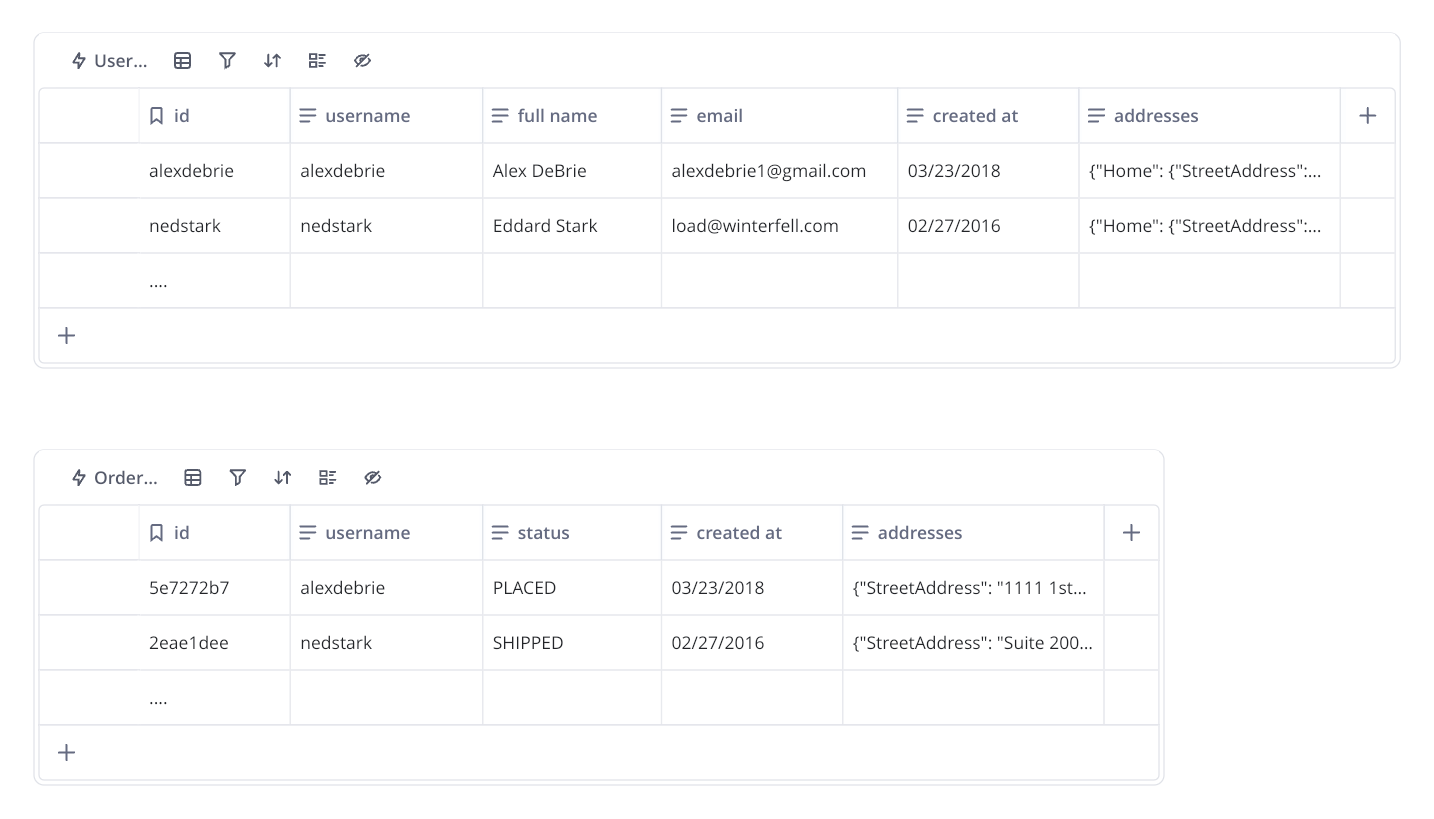 User...
id username full name email created at addresses
alexdebrie alexdebrie Alex DeBrie alexdebrie1@gmail.com 03/23/2018 {"Home": {"StreetAddress":...
nedstark nedstark Eddard Stark load@winterfell.com 02/27/2016 {"Home": {"StreetAddress":...
....
Order...
id username status created at addresses
5e7272b7 alexdebrie PLACED 03/23/2018 {"StreetAddress": "1111 1st...
2eae1dee nedstark SHIPPED 02/27/2016 {"StreetAddress": "Suite 200...
....